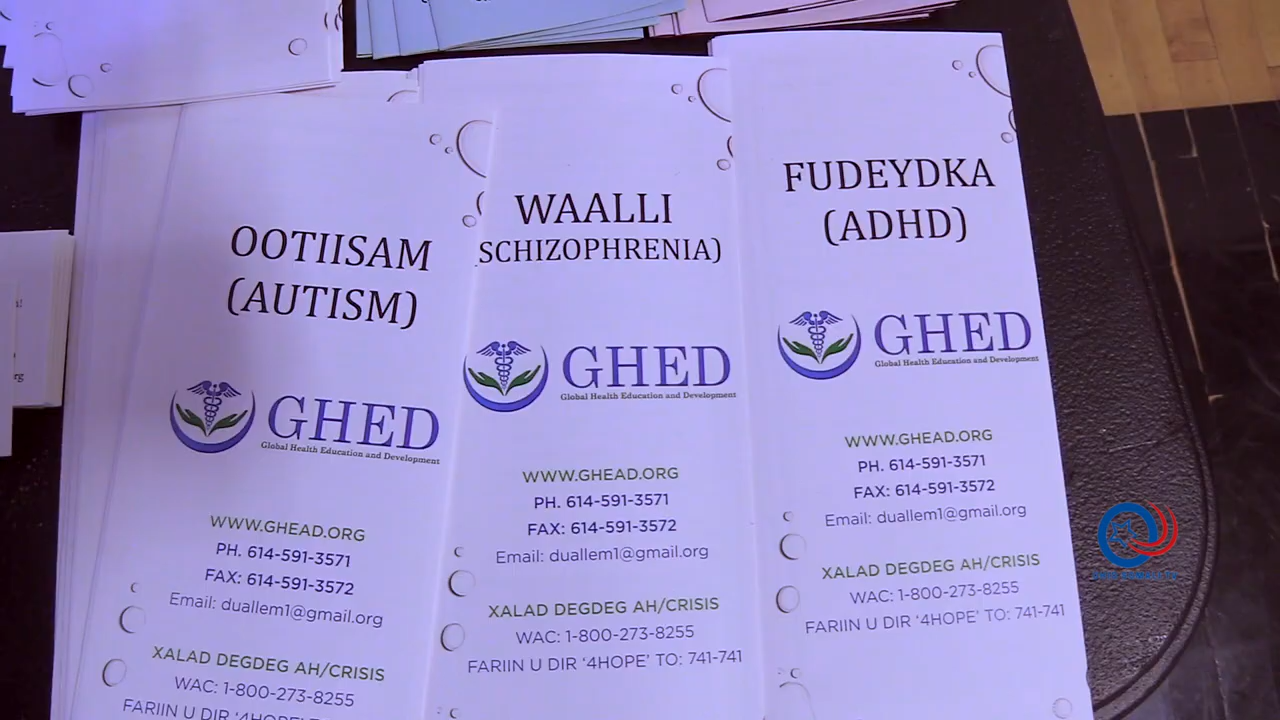 OOTIISAM
(AUTISM)
GHED
Global Health Education and Development
WWW.GHEAD.ORG
PH. 614-591-3571
FAX: 614-591-3572
Email: duallem1@gmail.org
XALAD DEGDEG AH/CRISIS
WAC: 1-800-273-8255
FARIIN U DIR '4HOPE'
WAALLI
SCHIZOPHRENIA)
GHED
Global Health Education and Development
WWW.GHEAD.ORG
PH. 614-591-3571
FAX: 614-591-3572
Email: duallem1@gmail.org
XALAD DEGDEG AH/CRISIS
WAC: 1-800-273-8255
FARIIN U DIR '4HOPE' TO: 741-741
FUDEYDKA
(ADHD)
GHED
Global Health Education and Development
WWW.GHEAD.ORG
PH. 614-591-3571
FAX: 614-591-3572
Email: duallem1@gmail.org
XALAD DEGDEG AH/CRISIS
WAC: 1-800-273-8255
FARIIN U DIR '4HOPE' TO: 741-741